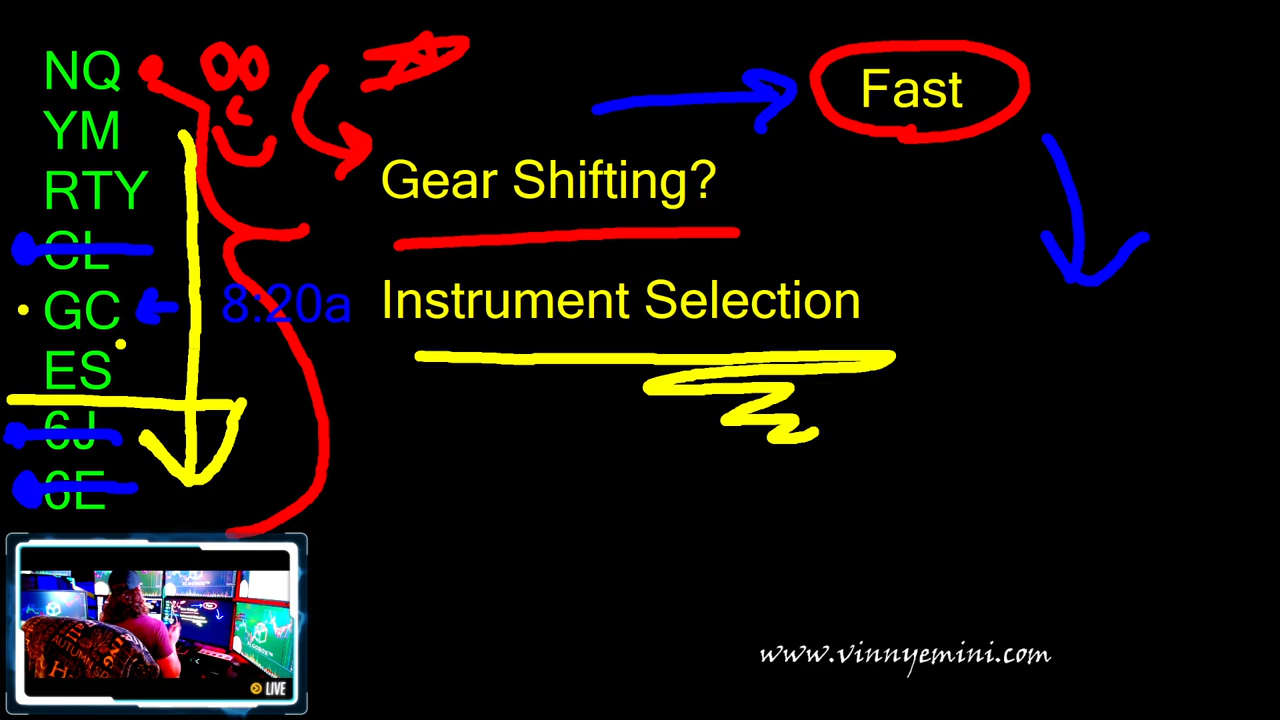 NQ
YM
RTY
CL
GC
ES
6J
6E
8:20a
Fast
Gear Shifting?
Instrument Selection
LIVE
www.vinnyemini.com